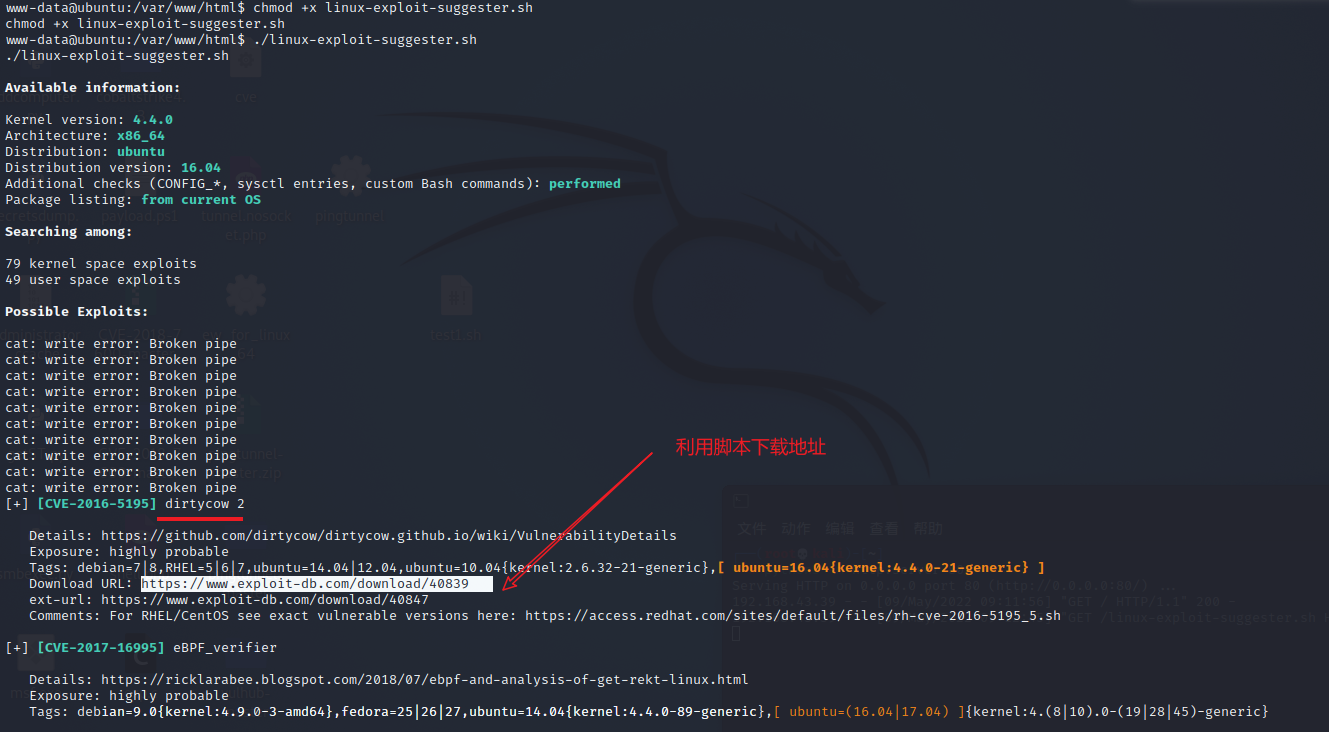 www-data@ubuntu:/var/www/html$ chmod +x linux-exploit-suggester.sh
chmod +x linux-exploit-suggester.sh
www-data@ubuntu:/var/www/html$ ./linux-exploit-suggester.sh
./linux-exploit-suggester.sh
Available information:
Kernel version: 4.4.0
Architecture: x86_64
Distribution: ubuntu
Distribution version: 16.04
Additional checks (CONFIG_*, sysctl entries, custom Bash commands): performed
Package listing: from current OS
Searching among:
79 kernel space exploits
49 user space exploits
Possible Exploits:
cat: write error: Broken pipe
cat: write error: Broken pipe
cat: write error: Broken pipe
cat: write error: Broken pipe
cat: write error: Broken pipe
cat: write error: Broken pipe
cat: write error: Broken pipe
cat: write error: Broken pipe
cat: write error: Broken pipe
cat: write error: Broken pipe
利用脚本下载地址
[+] [CVE-2016-5195] dirtycow 2
Details: https://github.com/dirtycow/dirtycow.github.io/wiki/VulnerabilityDetails
Exposure: highly probable
Tags: debian=7|8,RHEL=5|6|7,ubuntu=14.04|12.04,ubuntu=10.04{kernel:2.6.32-21-generic},[ ubuntu=16.04{kernel:4.4.0-21-generic} ]
Download URL: https://www.exploit-db.com/download/40839
ext-url: https://www.exploit-db.com/download/40847
Comments: For RHEL/CentOS see exact vulnerable versions here: https://access.redhat.com/sites/default/files/rh-cve-2016-5195_5.sh
[+] [CVE-2017-16995] eBPF_verifier
Details: https://ricklarabee.blogspot.com/2018/07/ebpf-and-analysis-of-get-rekt-linux.html
Exposure: highly probable
Tags: debian=9.0{kernel:4.9.0-3-amd64},fedora=25|26|27,ubuntu=14.04{kernel:4.4.0-89-generic},[ ubuntu=(16.04|17.04) ]{kernel:4.(8|10).0-(19|28|45)-generic}
文件 动作 编辑 查看 帮助